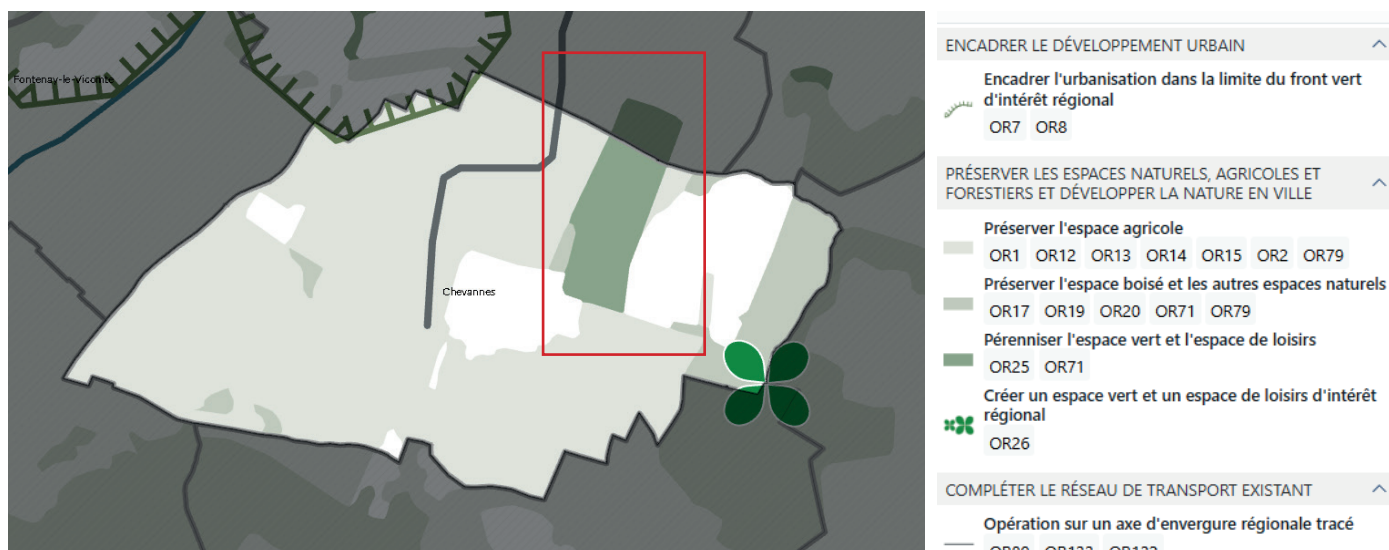 Fontenay-le-Vicomte
Chevannes
ENCADRER LE DÉVELOPPEMENT URBAIN
Encadrer l'urbanisation dans la limite du front vert
d'intérêt régional
OR7 OR8
PRÉSERVER LES ESPACES NATURELS, AGRICOLES ET
FORESTIERS ET DÉVELOPPER LA NATURE EN VILLE
Préserver l'espace agricole
OR1 OR12 OR13 OR14 OR15 OR2 OR79
Préserver l'espace boisé et les autres espaces naturels
OR17 OR19 OR20 OR71 OR79
Pérenniser l'espace vert et l'espace de loisirs
OR25 OR71
Créer un espace vert et un espace de loisirs d'intérêt
régional
OR26
COMPLÉTER LE RÉSEAU DE TRANSPORT EXISTANT
Opération sur un axe d'envergure régionale tracé